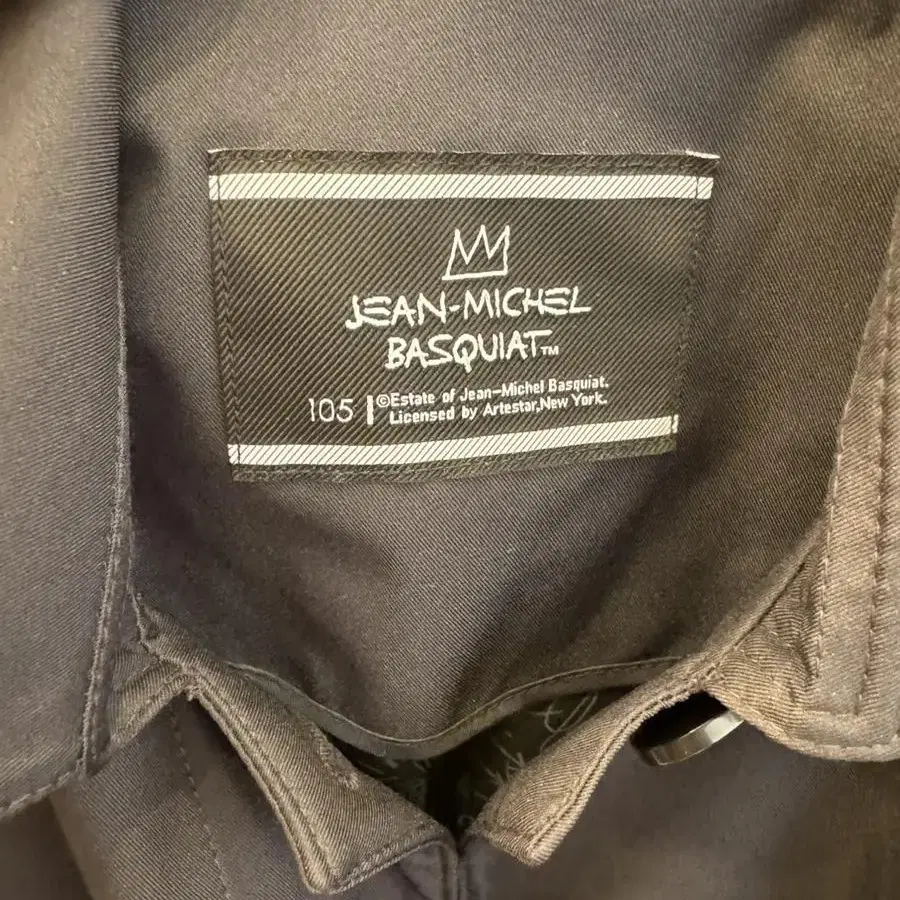 JEAN-MICHEL
BASQUIAT™
105
©Estate of Jean-Michel Basquiat.
Licensed by Artestar,New York.